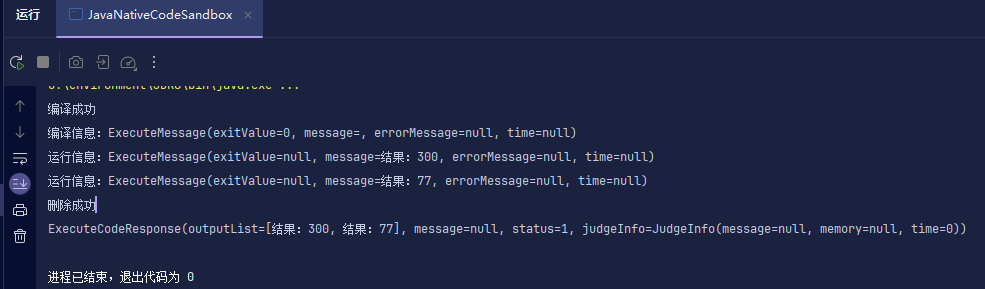 运行
JavaNativeCodeSandbox
编译成功
编译信息：ExecuteMessage(exitValue=0, message=, errorMessage=null, time=null)
运行信息：ExecuteMessage(exitValue=null, message=结果：300, errorMessage=null, time=null)
运行信息：ExecuteMessage(exitValue=null, message=结果：77, errorMessage=null, time=null)
删除成功
ExecuteCodeResponse(outputList=[结果：300, 结果：77], message=null, status=1, judgeInfo=JudgeInfo(message=null, memory=null, time=0))
进程已结束，退出代码为 0